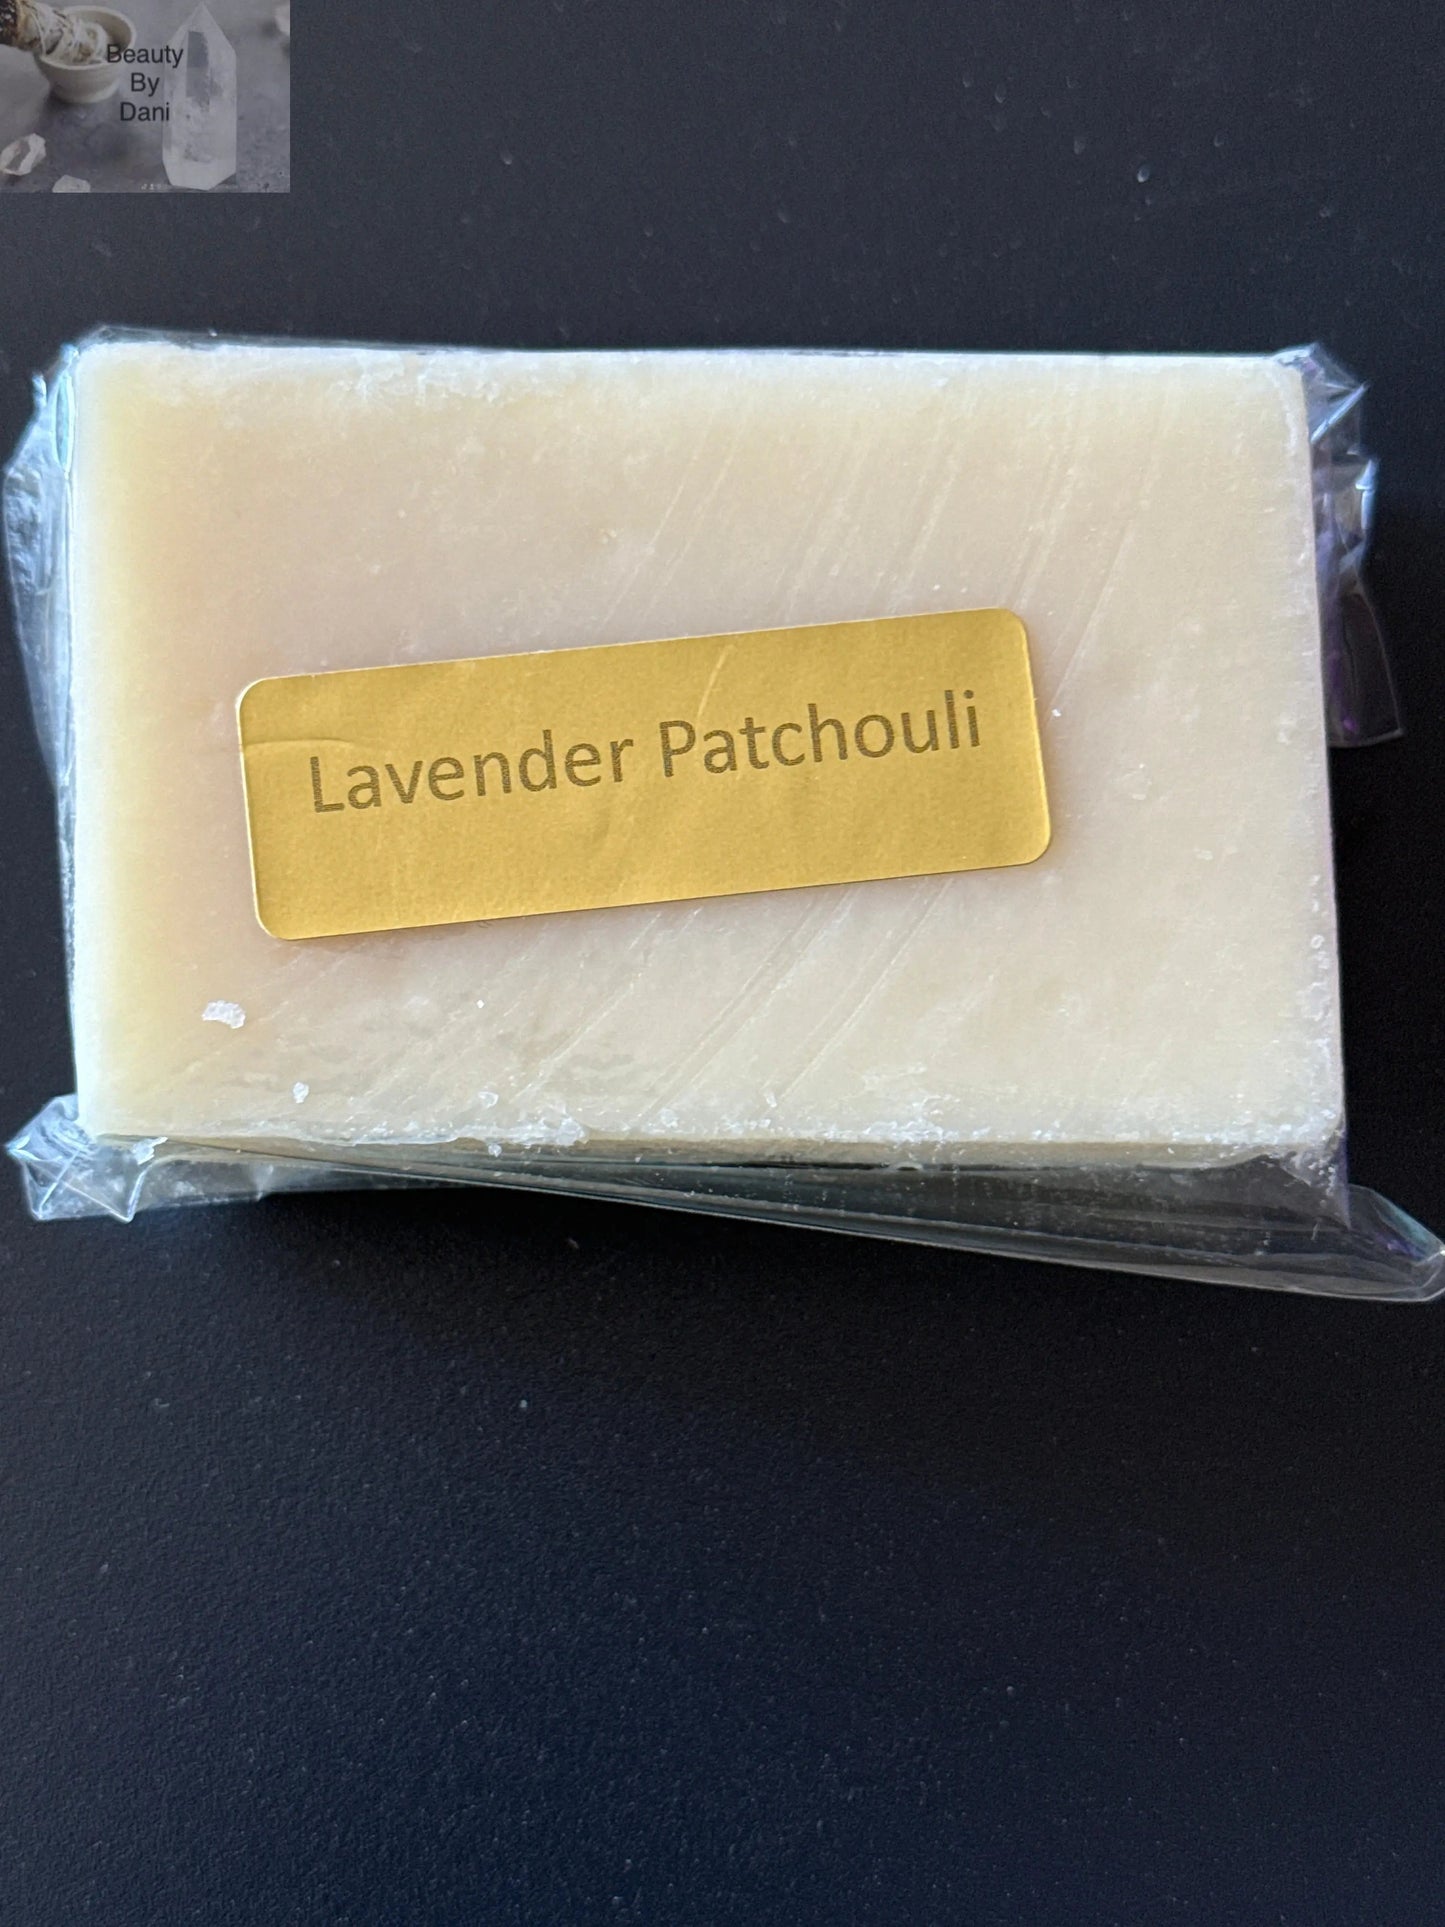 Beauty
By
Dani
Lavender Patchouli